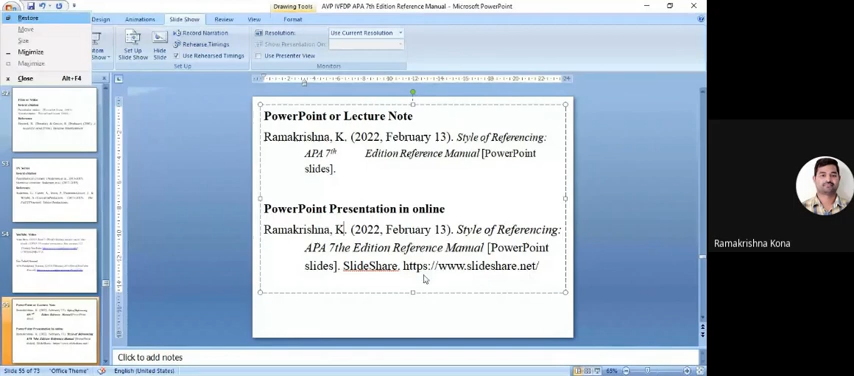 Drawing Tools
AVP IVFDP APA 7th Edition Reference Manual - Microsoft PowerPoint
Design Animations Slide Show Review View Format
Restore
Move
Size
Minimize
Maximize
Close Alt+F4
Set Up Slide Show
Hide Slide
Record Narration
Rehearse Timings
Use Rehearsed Timings
Set Up
Resolution: Use Current Resolution
Show Presentation On:
Use Presenter View
Monitors
PowerPoint or Lecture Note
Ramakrishna, K. (2022, February 13). Style of Referencing:
APA 7th Edition Reference Manual [PowerPoint
slides].
PowerPoint Presentation in online
Ramakrishna, K. (2022, February 13). Style of Referencing:
APA 7the Edition Reference Manual [PowerPoint
slides]. SlideShare. https://www.slideshare.net/
Ramakrishna Kona
53
54
55
Click to add notes
Slide 55 of 73 "Office Theme" English (United States) 65%